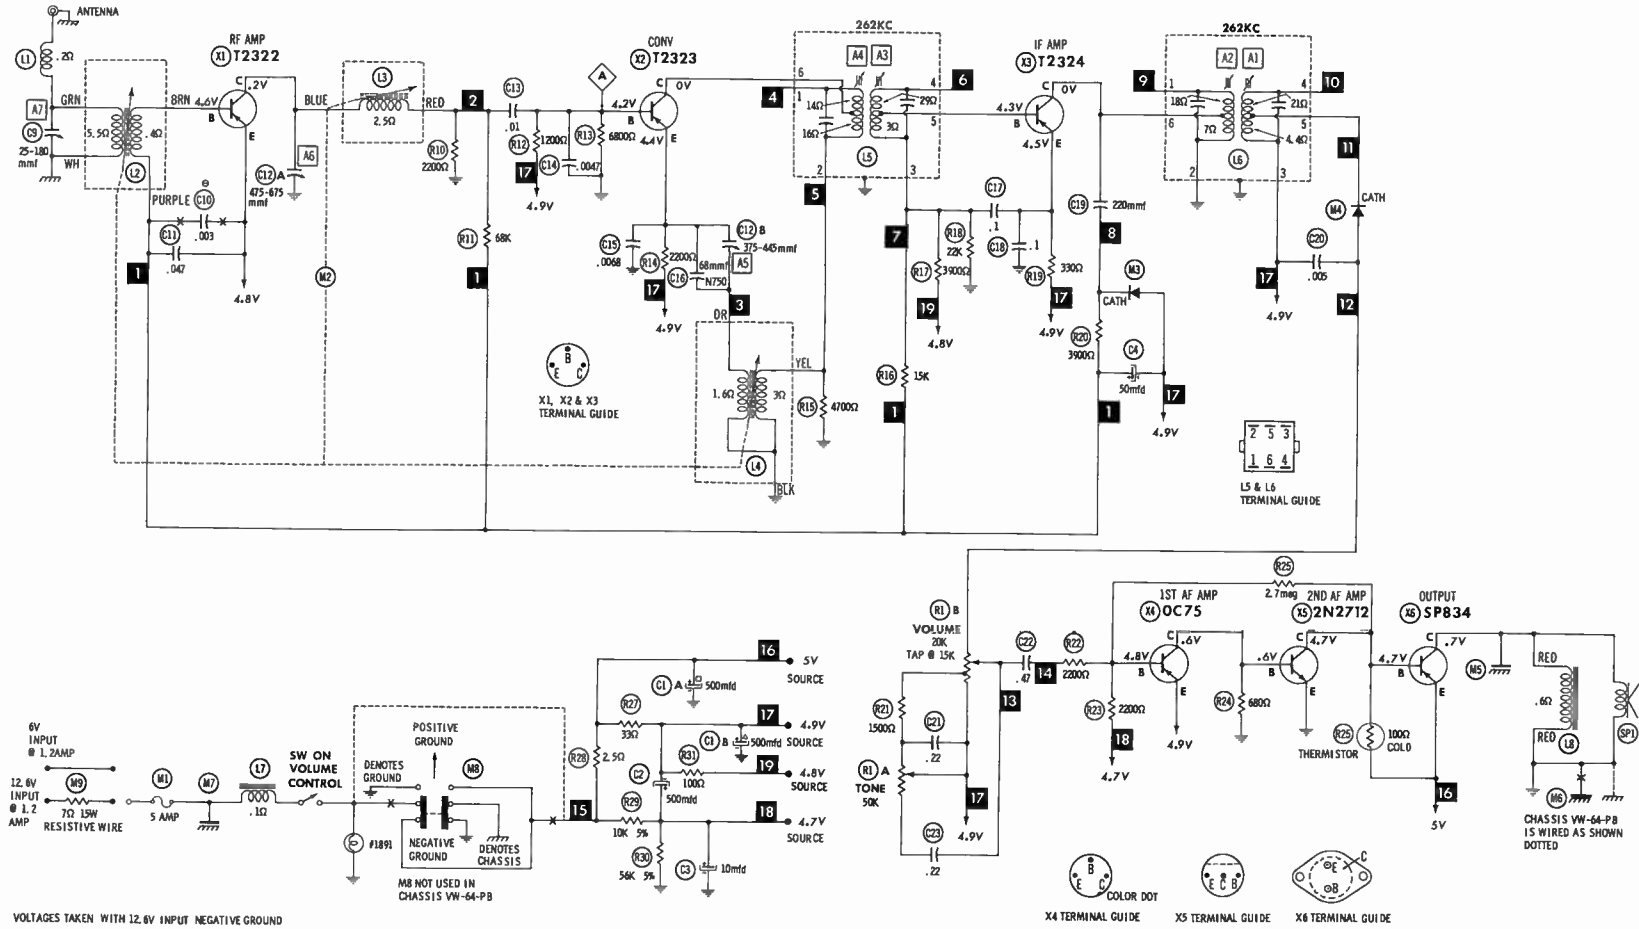 ANTENNA
L1
.2Ω
A7
C9
25-180
mmf
GRN
WH
5.5Ω
.4Ω
L2
BRN
RF AMP
X1 T2322
C
.2V
4.6V
B
E
PURPLE
C10
.003
C11
.047
1
4.8V
C12 A
475-675
mmf
A6
BLUE
M2
L3
2.5Ω
RED
2
R10
2200Ω
R11
68K
1
C13
.01
R12
1200Ω
17
4.9V
C14
.0047
R13
6800Ω
A
CONV
X2 T2323
C
0V
4.2V
B
4.4V
E
C15
.0068
R14
2200Ω
17
4.9V
C16
68mmf
N750
C12 B
375-445mmf
A5
3
OR
1.6Ω
3Ω
L4
YEL
BLK
R15
4700Ω
B
E
C
X1, X2 & X3
TERMINAL GUIDE
262KC
A4
A3
6
4
1
14Ω
16Ω
29Ω
3Ω
4
5
L5
2
3
4
5
6
7
R16
15K
1
R17
3900Ω
19
4.8V
R18
22K
C17
.1
C18
.1
IF AMP
X3 T2324
C
0V
4.3V
B
4.5V
E
R19
330Ω
17
4.9V
C19
220mmf
8
M3
CATH
R20
3900Ω
C4
50mfd
1
17
4.9V
262KC
A2
A1
9
10
1
18Ω
6
7Ω
4
21Ω
5
4.4Ω
L6
2
3
11
CATH
M4
C20
.005
17
4.9V
12
2 5 3
1 6 4
L5 & L6
TERMINAL GUIDE
R1 B
VOLUME
20K
TAP @ 15K
R21
1500Ω
C21
.22
R1 A
TONE
50K
C23
.22
17
4.9V
13
C22
.47
14
R22
2200Ω
R23
2200Ω
18
4.7V
1ST AF AMP
X4 OC75
C
.6V
4.8V
B
E
4.9V
R25
2.7meg
2ND AF AMP
X5 2N2712
C
4.7V
.6V
B
E
R24
680Ω
THERMISTOR
100Ω
COLD
OUTPUT
X6 SP834
C
.7V
4.7V
B
E
16
5V
M5
RED
.6Ω
RED
L8
M6
SP1
CHASSIS VW-64-PB
IS WIRED AS SHOWN
DOTTED
6V
INPUT
@ 1.2AMP
12.6V
INPUT
@ 1.2
AMP
M9
7Ω 15W
RESISTIVE WIRE
M1
5 AMP
M7
L7
.1Ω
SW ON
VOLUME
CONTROL
#1891
POSITIVE
GROUND
DENOTES
GROUND
M8
NEGATIVE
GROUND
DENOTES
CHASSIS
M8 NOT USED IN
CHASSIS VW-64-PB
15
R28
2.5Ω
R27
33Ω
C1 A
500mfd
16
5V
SOURCE
C1 B
500mfd
17
4.9V
SOURCE
C2
500mfd
R31
100Ω
19
4.8V
SOURCE
R29
10K 5%
R30
56K 5%
C3
10mfd
18
4.7V
SOURCE
B
E
C
COLOR DOT
X4 TERMINAL GUIDE
E C B
X5 TERMINAL GUIDE
C
E
B
X6 TERMINAL GUIDE
VOLTAGES TAKEN WITH 12.6V INPUT NEGATIVE GROUND